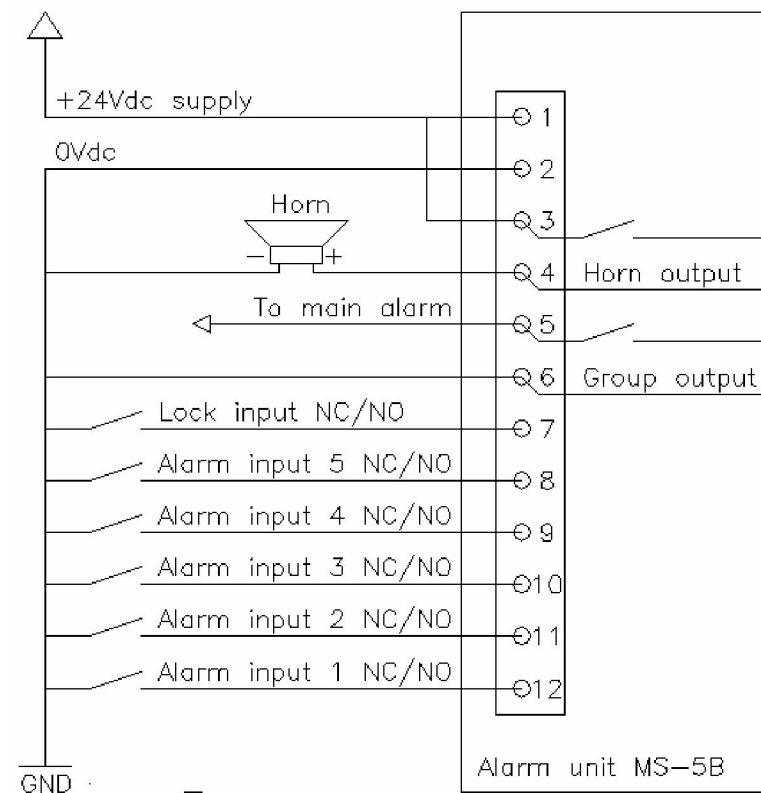 +24Vdc supply
1
0Vdc
2
Horn
3
- +
4 Horn output
To main alarm
5
6 Group output
Lock input NC/NO
7
Alarm input 5 NC/NO
8
Alarm input 4 NC/NO
9
Alarm input 3 NC/NO
10
Alarm input 2 NC/NO
11
Alarm input 1 NC/NO
12
Alarm unit MS-5B
GND